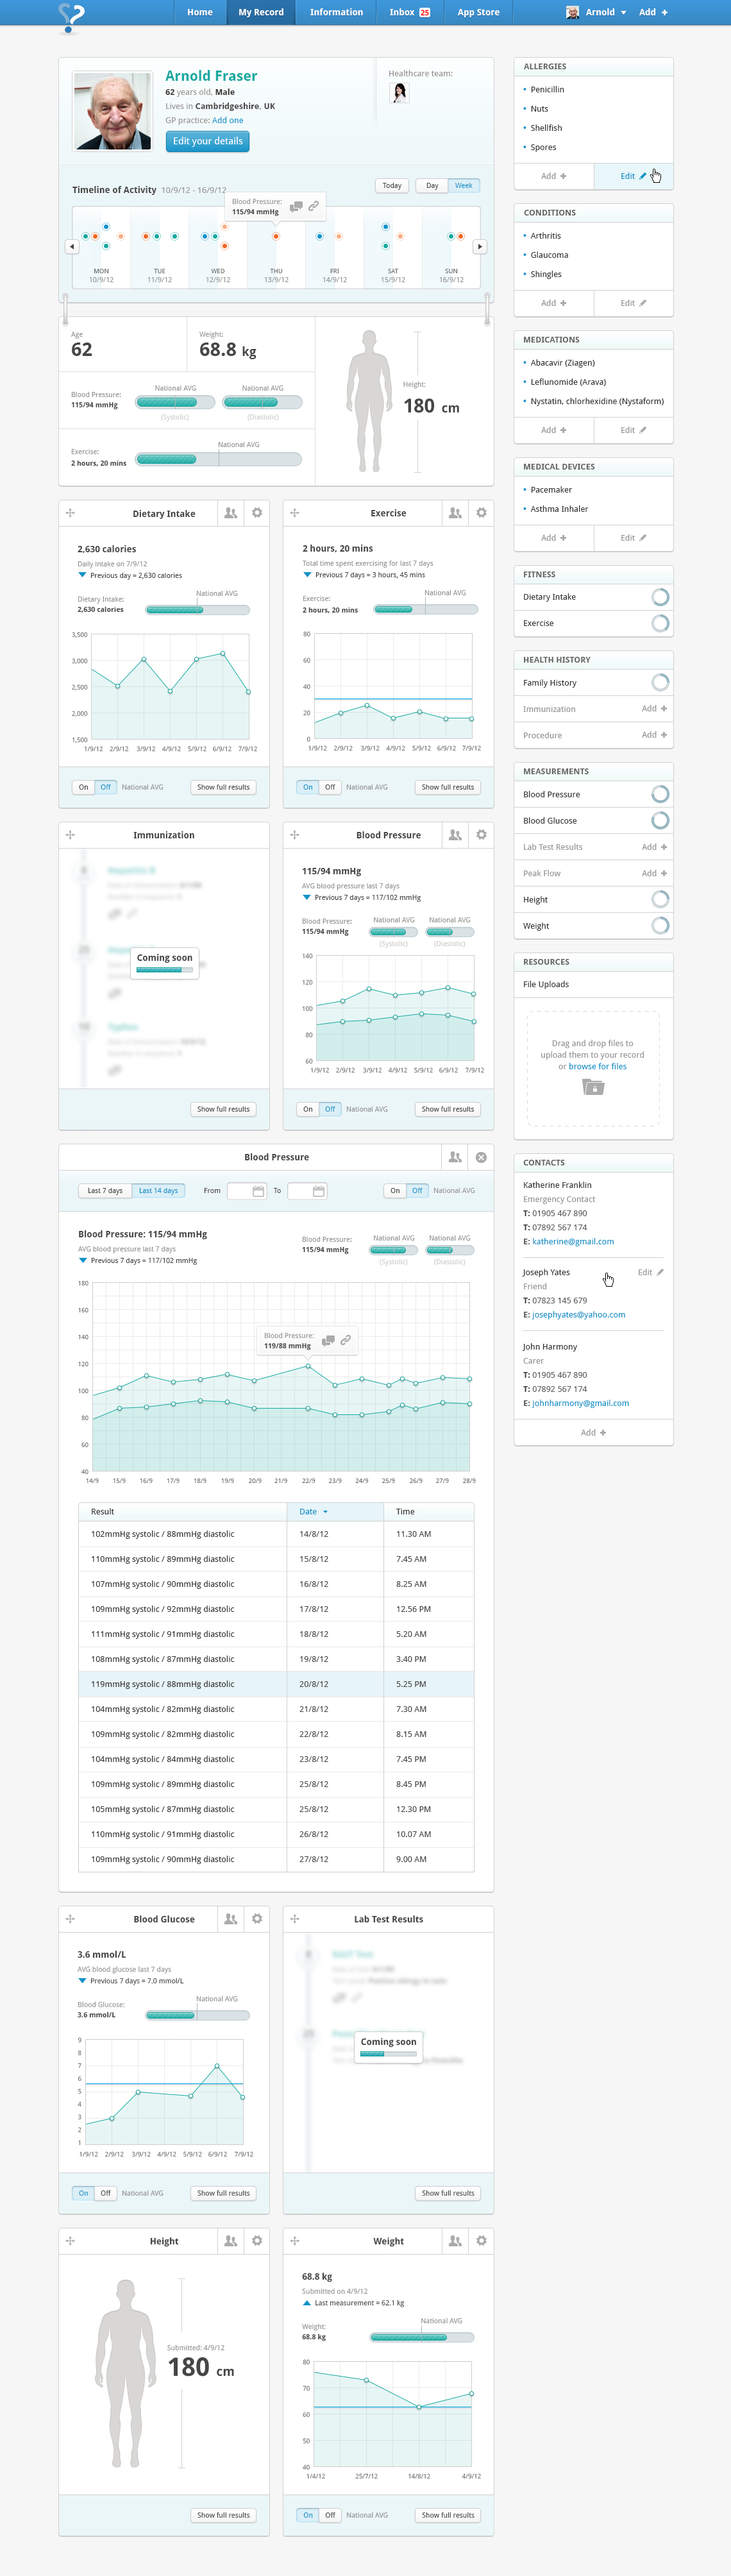 Home
My Record
Information
Inbox 25
App Store
Arnold
Add
Arnold Fraser
62 years old, Male
Lives in Cambridgeshire, UK
GP practice: Add one
Edit your details
Healthcare team:
Timeline of Activity 10/9/12 - 16/9/12
Today
Day
Week
Blood Pressure:
115/94 mmHg
MON
10/9/12
TUE
11/9/12
WED
12/9/12
THU
13/9/12
FRI
14/9/12
SAT
15/9/12
SUN
16/9/12
Age
62
Weight:
68.8 kg
Blood Pressure:
115/94 mmHg
National AVG
(Systolic)
National AVG
(Diastolic)
Exercise:
2 hours, 20 mins
National AVG
Height:
180 cm
Dietary Intake
2,630 calories
Daily intake on 7/9/12
Previous day = 2,630 calories
Dietary Intake:
2,630 calories
National AVG
3,500
3,000
2,500
2,000
1,500
1/9/12 2/9/12 3/9/12 4/9/12 5/9/12 6/9/12 7/9/12
On Off National AVG
Show full results
Exercise
2 hours, 20 mins
Total time spent exercising for last 7 days
Previous 7 days = 3 hours, 45 mins
Exercise:
2 hours, 20 mins
National AVG
80
60
40
20
0
1/9/12 2/9/12 3/9/12 4/9/12 5/9/12 6/9/12 7/9/12
On Off National AVG
Show full results
Immunization
Coming soon
Show full results
Blood Pressure
115/94 mmHg
AVG blood pressure last 7 days
Previous 7 days = 117/102 mmHg
Blood Pressure:
115/94 mmHg
National AVG
(Systolic)
National AVG
(Diastolic)
140
120
100
80
60
1/9/12 2/9/12 3/9/12 4/9/12 5/9/12 6/9/12 7/9/12
On Off National AVG
Show full results
Blood Pressure
Last 7 days
Last 14 days
From
To
On Off National AVG
Blood Pressure: 115/94 mmHg
AVG blood pressure last 7 days
Previous 7 days = 117/102 mmHg
Blood Pressure:
115/94 mmHg
National AVG
(Systolic)
National AVG
(Diastolic)
180
160
140
120
100
80
60
40
Blood Pressure:
119/88 mmHg
14/9 15/9 16/9 17/9 18/9 19/9 20/9 21/9 22/9 23/9 24/9 25/9 26/9 27/9 28/9
Result Date Time
102mmHg systolic / 88mmHg diastolic 14/8/12 11.30 AM
110mmHg systolic / 89mmHg diastolic 15/8/12 7.45 AM
107mmHg systolic / 90mmHg diastolic 16/8/12 8.25 AM
109mmHg systolic / 92mmHg diastolic 17/8/12 12.56 PM
111mmHg systolic / 91mmHg diastolic 18/8/12 5.20 AM
108mmHg systolic / 87mmHg diastolic 19/8/12 3.40 PM
119mmHg systolic / 88mmHg diastolic 20/8/12 5.25 PM
104mmHg systolic / 82mmHg diastolic 21/8/12 7.30 AM
109mmHg systolic / 82mmHg diastolic 22/8/12 8.15 AM
104mmHg systolic / 84mmHg diastolic 23/8/12 7.45 PM
109mmHg systolic / 89mmHg diastolic 25/8/12 8.45 PM
105mmHg systolic / 87mmHg diastolic 25/8/12 12.30 PM
110mmHg systolic / 91mmHg diastolic 26/8/12 10.07 AM
109mmHg systolic / 90mmHg diastolic 27/8/12 9.00 AM
Blood Glucose
3.6 mmol/L
AVG blood glucose last 7 days
Previous 7 days = 7.0 mmol/L
Blood Glucose:
3.6 mmol/L
National AVG
9
8
7
6
5
4
3
2
1
1/9/12 2/9/12 3/9/12 4/9/12 5/9/12 6/9/12 7/9/12
On Off National AVG
Show full results
Lab Test Results
Coming soon
Show full results
Height
Submitted: 4/9/12
180 cm
Show full results
Weight
68.8 kg
Submitted on 4/9/12
Last measurement = 62.1 kg
Weight:
68.8 kg
National AVG
80
70
60
50
40
1/4/12 25/7/12 14/8/12 4/9/12
On Off National AVG
Show full results
ALLERGIES
Penicillin
Nuts
Shellfish
Spores
Add
Edit
CONDITIONS
Arthritis
Glaucoma
Shingles
Add
Edit
MEDICATIONS
Abacavir (Ziagen)
Leflunomide (Arava)
Nystatin, chlorhexidine (Nystaform)
Add
Edit
MEDICAL DEVICES
Pacemaker
Asthma Inhaler
Add
Edit
FITNESS
Dietary Intake
Exercise
HEALTH HISTORY
Family History
Immunization Add
Procedure Add
MEASUREMENTS
Blood Pressure
Blood Glucose
Lab Test Results Add
Peak Flow Add
Height
Weight
RESOURCES
File Uploads
Drag and drop files to
upload them to your record
or browse for files
CONTACTS
Katherine Franklin
Emergency Contact
T: 01905 467 890
T: 07892 567 174
E: katherine@gmail.com
Joseph Yates Edit
Friend
T: 07823 145 679
E: josephyates@yahoo.com
John Harmony
Carer
T: 01905 467 890
T: 07892 567 174
E: johnharmony@gmail.com
Add